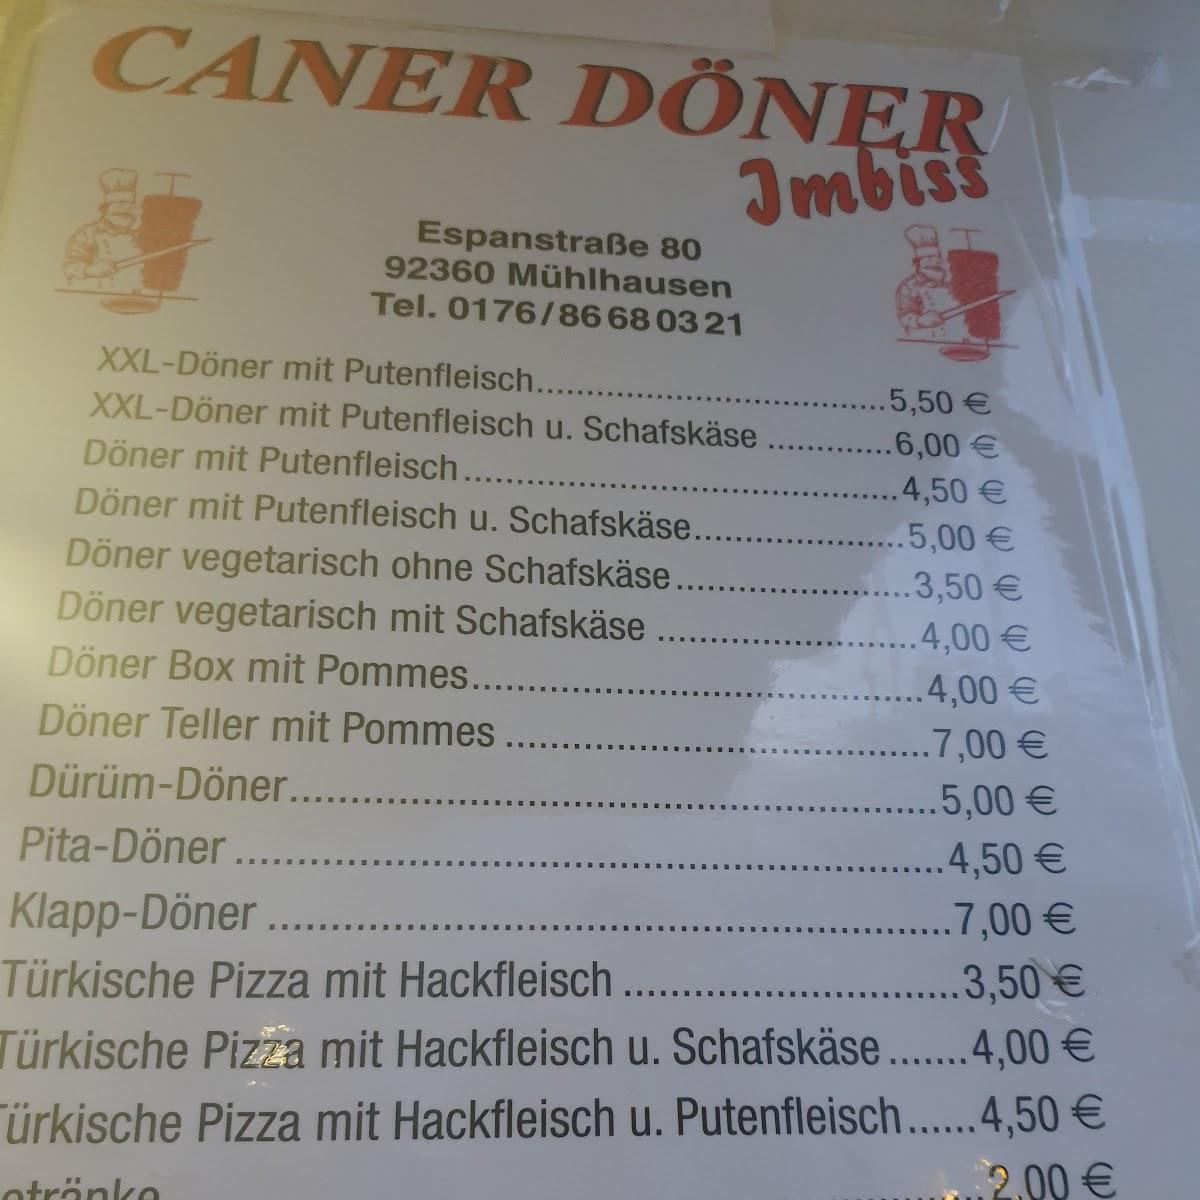 CANER DÖNER
Imbiss
Espanstraße 80
92360 Mühlhausen
Tel. 0176/86680321
XXL-Döner mit Putenfleisch..........5,50 €
XXL-Döner mit Putenfleisch u. Schafskäse ..........6,00 €
Döner mit Putenfleisch..........4,50 €
Döner mit Putenfleisch u. Schafskäse..........5,00 €
Döner vegetarisch ohne Schafskäse..........3,50 €
Döner vegetarisch mit Schafskäse ..........4,00 €
Döner Box mit Pommes..........4,00 €
Döner Teller mit Pommes ..........7,00 €
Dürüm-Döner..........5,00 €
Pita-Döner ..........4,50 €
Klapp-Döner ..........7,00 €
Türkische Pizza mit Hackfleisch ..........3,50 €
Türkische Pizza mit Hackfleisch u. Schafskäse.......4,00 €
Türkische Pizza mit Hackfleisch u. Putenfleisch......4,50 €
etränke..........2,00 €